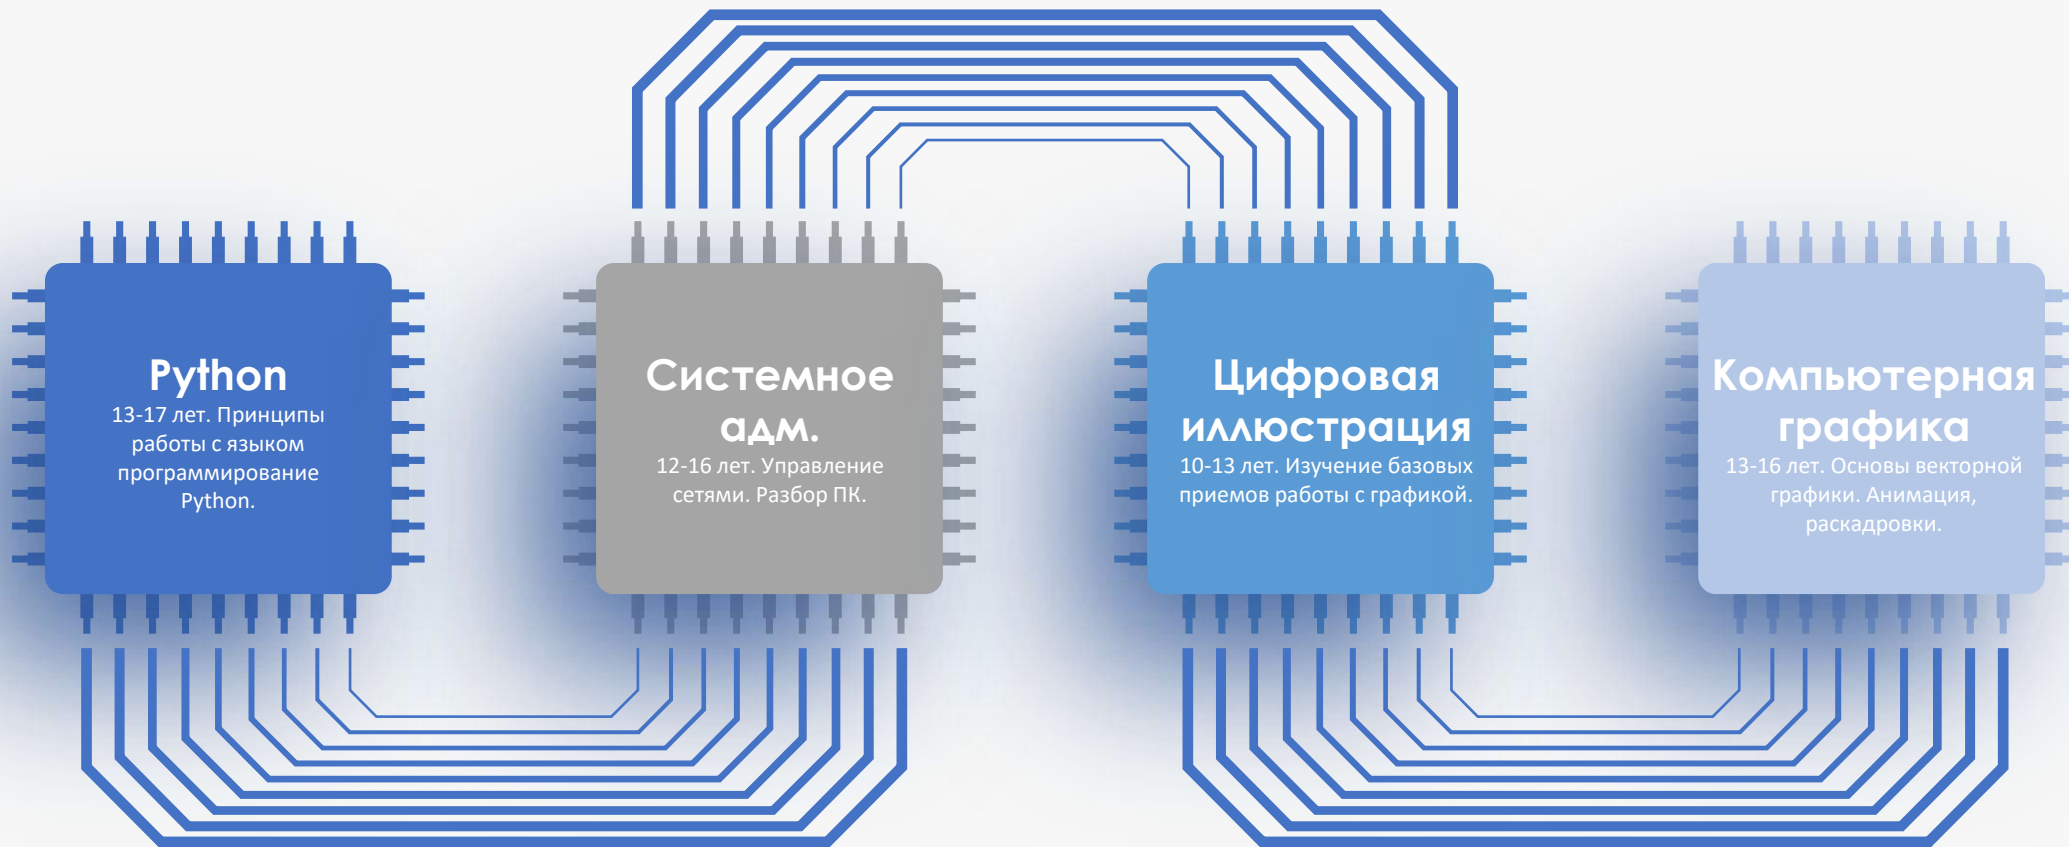 Python
13-17 лет. Принципы
работы с языком
программирование
Python.
Системное
адм.
12-16 лет. Управление
сетями. Разбор ПК.
Цифровая
иллюстрация
10-13 лет. Изучение базовых
приемов работы с графикой.
Компьютерная
графика
13-16 лет. Основы векторной
графики. Анимация,
раскадровки.